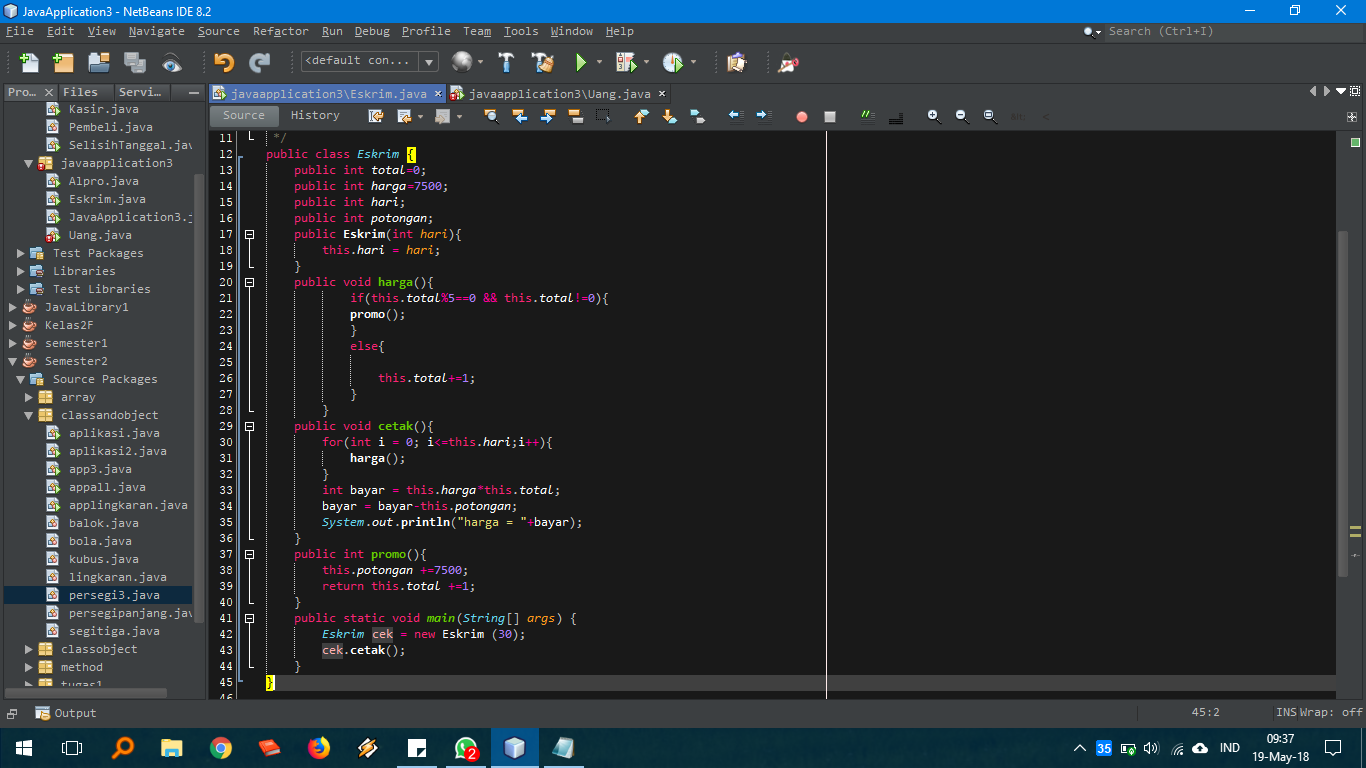 JavaApplication3 - NetBeans IDE 8.2
File Edit View Navigate Source Refactor Run Debug Profile Team Tools Window Help
Search (Ctrl+I)
<default con...
Pro... Files Servi...
javaapplication3\Eskrim.java
javaapplication3\Uang.java
Source History
Kasir.java
Pembeli.java
SelisihTanggal.jav
javaapplication3
Alpro.java
Eskrim.java
JavaApplication3.j
Uang.java
Test Packages
Libraries
Test Libraries
JavaLibrary1
Kelas2F
semester1
Semester2
Source Packages
array
classandobject
aplikasi.java
aplikasi2.java
app3.java
appall.java
applingkaran.java
balok.java
bola.java
kubus.java
lingkaran.java
persegi3.java
persegipanjang.jav
segitiga.java
classobject
method
tugas1
11 */
12 public class Eskrim {
13 public int total=0;
14 public int harga=7500;
15 public int hari;
16 public int potongan;
17 public Eskrim(int hari){
18 this.hari = hari;
19 }
20 public void harga(){
21 if(this.total%5==0 && this.total!=0){
22 promo();
23 }
24 else{
25
26 this.total+=1;
27 }
28 }
29 public void cetak(){
30 for(int i = 0; i<=this.hari;i++){
31 harga();
32 }
33 int bayar = this.harga*this.total;
34 bayar = bayar-this.potongan;
35 System.out.println("harga = "+bayar);
36 }
37 public int promo(){
38 this.potongan +=7500;
39 return this.total +=1;
40 }
41 public static void main(String[] args) {
42 Eskrim cek = new Eskrim (30);
43 cek.cetak();
44 }
45 }
46
Output
45:2
INS Wrap: off
2
35
IND
09:37
19-May-18